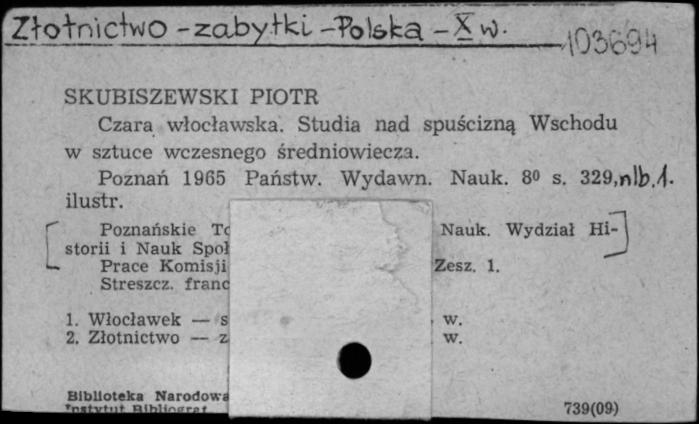 Złotnictwo - zabytki - Polska - X w.
103694
SKUBISZEWSKI PIOTR
Czara włocławska. Studia nad spuścizną Wschodu
w sztuce wczesnego średniowiecza.
Poznań 1965 Państw. Wydawn. Nauk. 8⁰ s. 329, nlb. 1.
ilustr.
[Poznańskie To Nauk. Wydział Hi-]
storii i Nauk Społ
Prace Komisji Zesz. 1.
Streszcz. franc
1. Włocławek — s w.
2. Złotnictwo — z w.
Biblioteka Narodowa
Instytut Bibliograf
739(09)